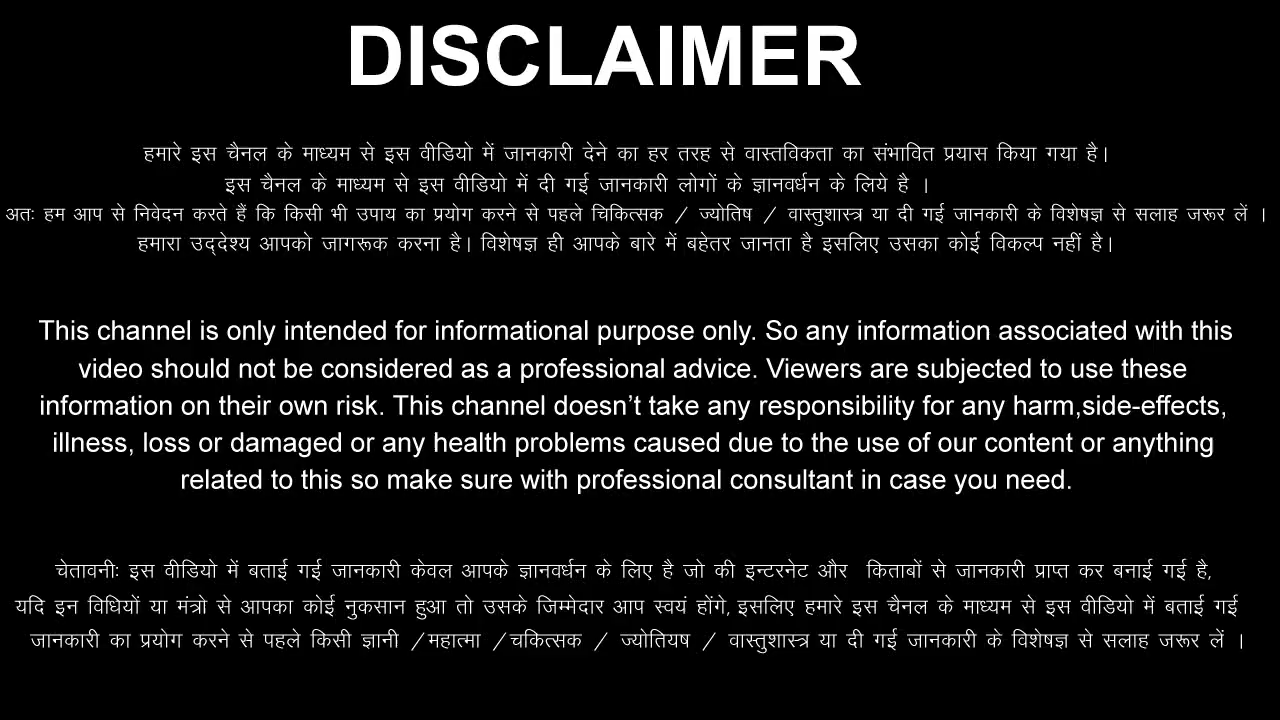 DISCLAIMER
हमारे इस चैनल के माध्यम से इस वीडियो में जानकारी देने का हर तरह से वास्तविकता का संभावित प्रयास किया गया है।
इस चैनल के माध्यम से इस वीडियो में दी गई जानकारी लोगों के ज्ञानवर्धन के लिये है ।
अतः हम आप से निवेदन करते हैं कि किसी भी उपाय का प्रयोग करने से पहले चिकित्सक / ज्योतिष / वास्तुशास्त्र या दी गई जानकारी के विशेषज्ञ से सलाह जरूर लें ।
हमारा उद्देश्य आपको जागरूक करना है। विशेषज्ञ ही आपके बारे में बहेतर जानता है इसलिए उसका कोई विकल्प नहीं है।
This channel is only intended for informational purpose only. So any information associated with this
video should not be considered as a professional advice. Viewers are subjected to use these
information on their own risk. This channel doesn’t take any responsibility for any harm,side-effects,
illness, loss or damaged or any health problems caused due to the use of our content or anything
related to this so make sure with professional consultant in case you need.
चेतावनीः इस वीडियो में बताई गई जानकारी केवल आपके ज्ञानवर्धन के लिए है जो की इन्टरनेट और किताबों से जानकारी प्राप्त कर बनाई गई है,
यदि इन विधियों या मंत्रो से आपका कोई नुकसान हुआ तो उसके जिम्मेदार आप स्वयं होंगे, इसलिए हमारे इस चैनल के माध्यम से इस वीडियो में बताई गई
जानकारी का प्रयोग करने से पहले किसी ज्ञानी /महात्मा /चकित्सक / ज्योतियष / वास्तुशास्त्र या दी गई जानकारी के विशेषज्ञ से सलाह जरूर लें ।